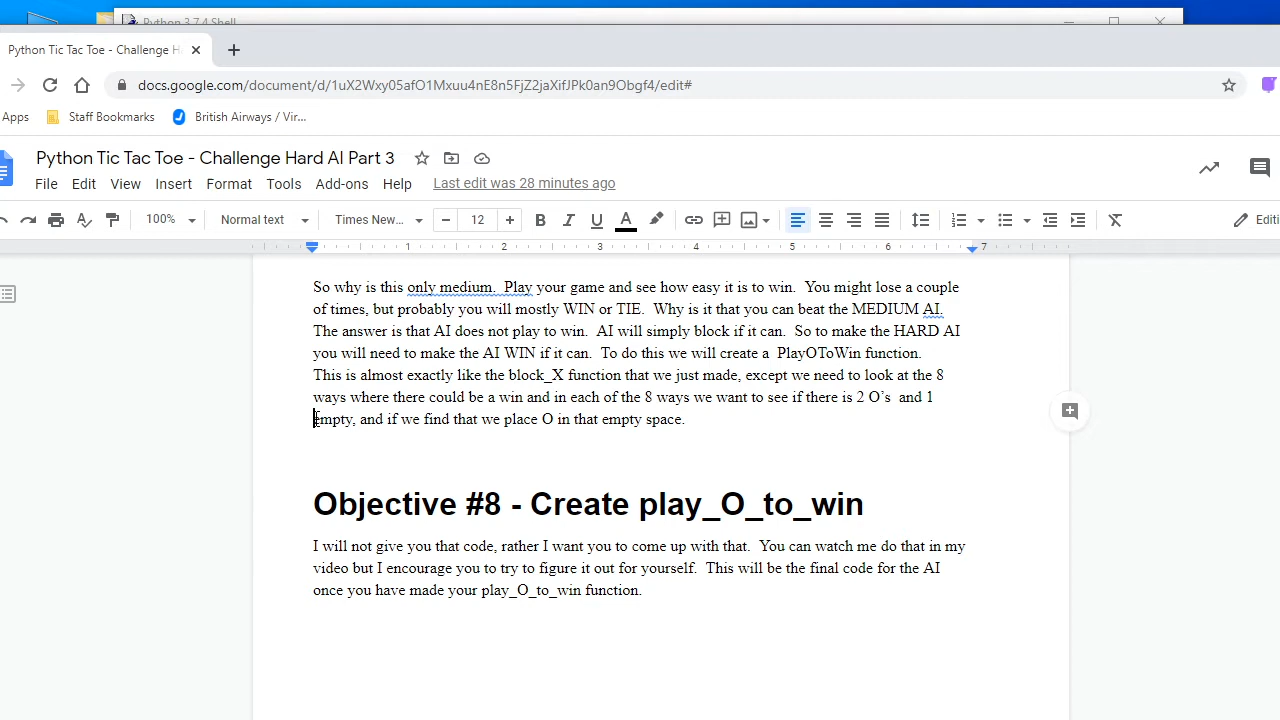 Python 3.7.4 Shell
Python Tic Tac Toe - Challenge Ha
docs.google.com/document/d/1uX2Wxy05afO1Mxuu4nE8n5FjZ2jaXifJPk0an9Obgf4/edit#
Apps Staff Bookmarks British Airways / Vir...
Python Tic Tac Toe - Challenge Hard AI Part 3
File Edit View Insert Format Tools Add-ons Help Last edit was 28 minutes ago
100% Normal text Times New... 12 B I U A Editi
1 2 3 4 5 6 7
So why is this only medium.  Play your game and see how easy it is to win.  You might lose a couple
of times, but probably you will mostly WIN or TIE.  Why is it that you can beat the MEDIUM AI.
The answer is that AI does not play to win.  AI will simply block if it can.  So to make the HARD AI
you will need to make the AI WIN if it can.  To do this we will create a  PlayOToWin function.
This is almost exactly like the block_X function that we just made, except we need to look at the 8
ways where there could be a win and in each of the 8 ways we want to see if there is 2 O’s  and 1
empty, and if we find that we place O in that empty space.
Objective #8 - Create play_O_to_win
I will not give you that code, rather I want you to come up with that.  You can watch me do that in my
video but I encourage you to try to figure it out for yourself.  This will be the final code for the AI
once you have made your play_O_to_win function.